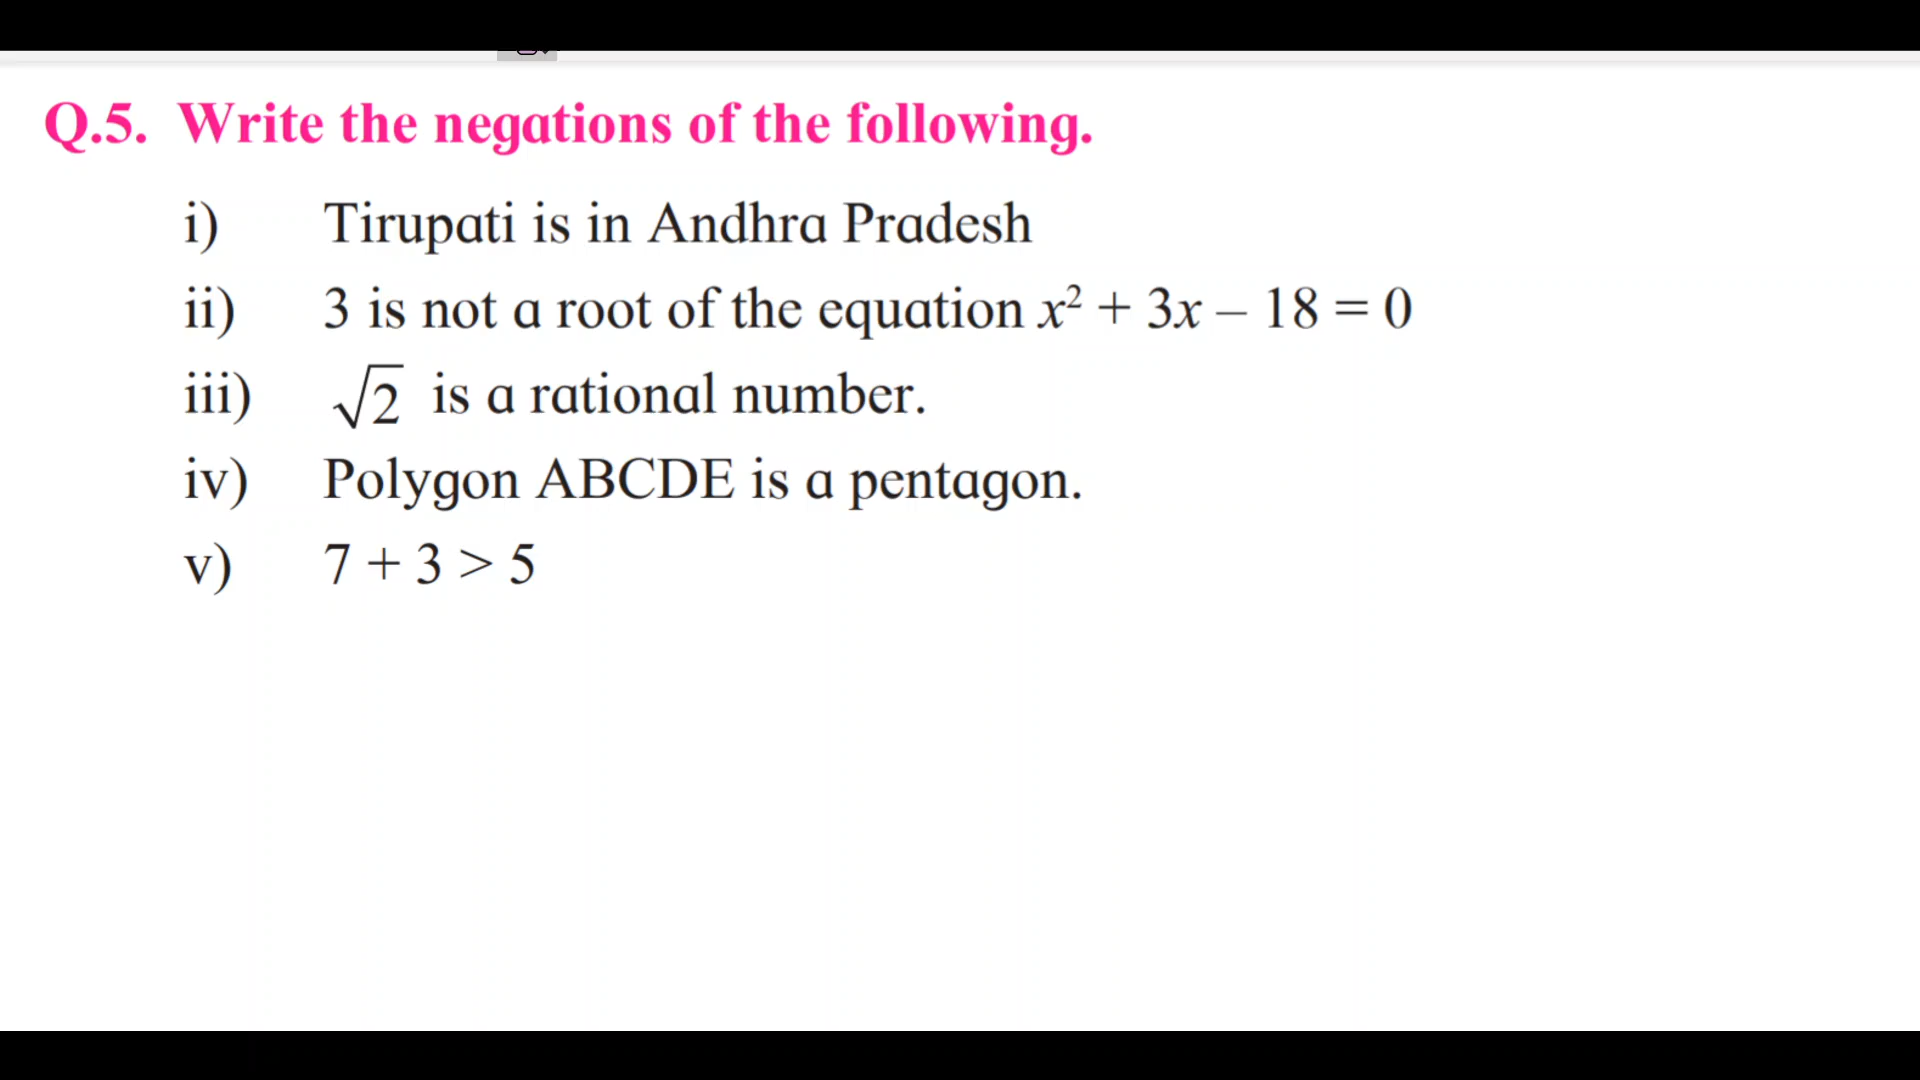 Q.5. Write the negations of the following.
i) Tirupati is in Andhra Pradesh
ii) 3 is not a root of the equation x² + 3x – 18 = 0
iii) √2 is a rational number.
iv) Polygon ABCDE is a pentagon.
v) 7 + 3 > 5